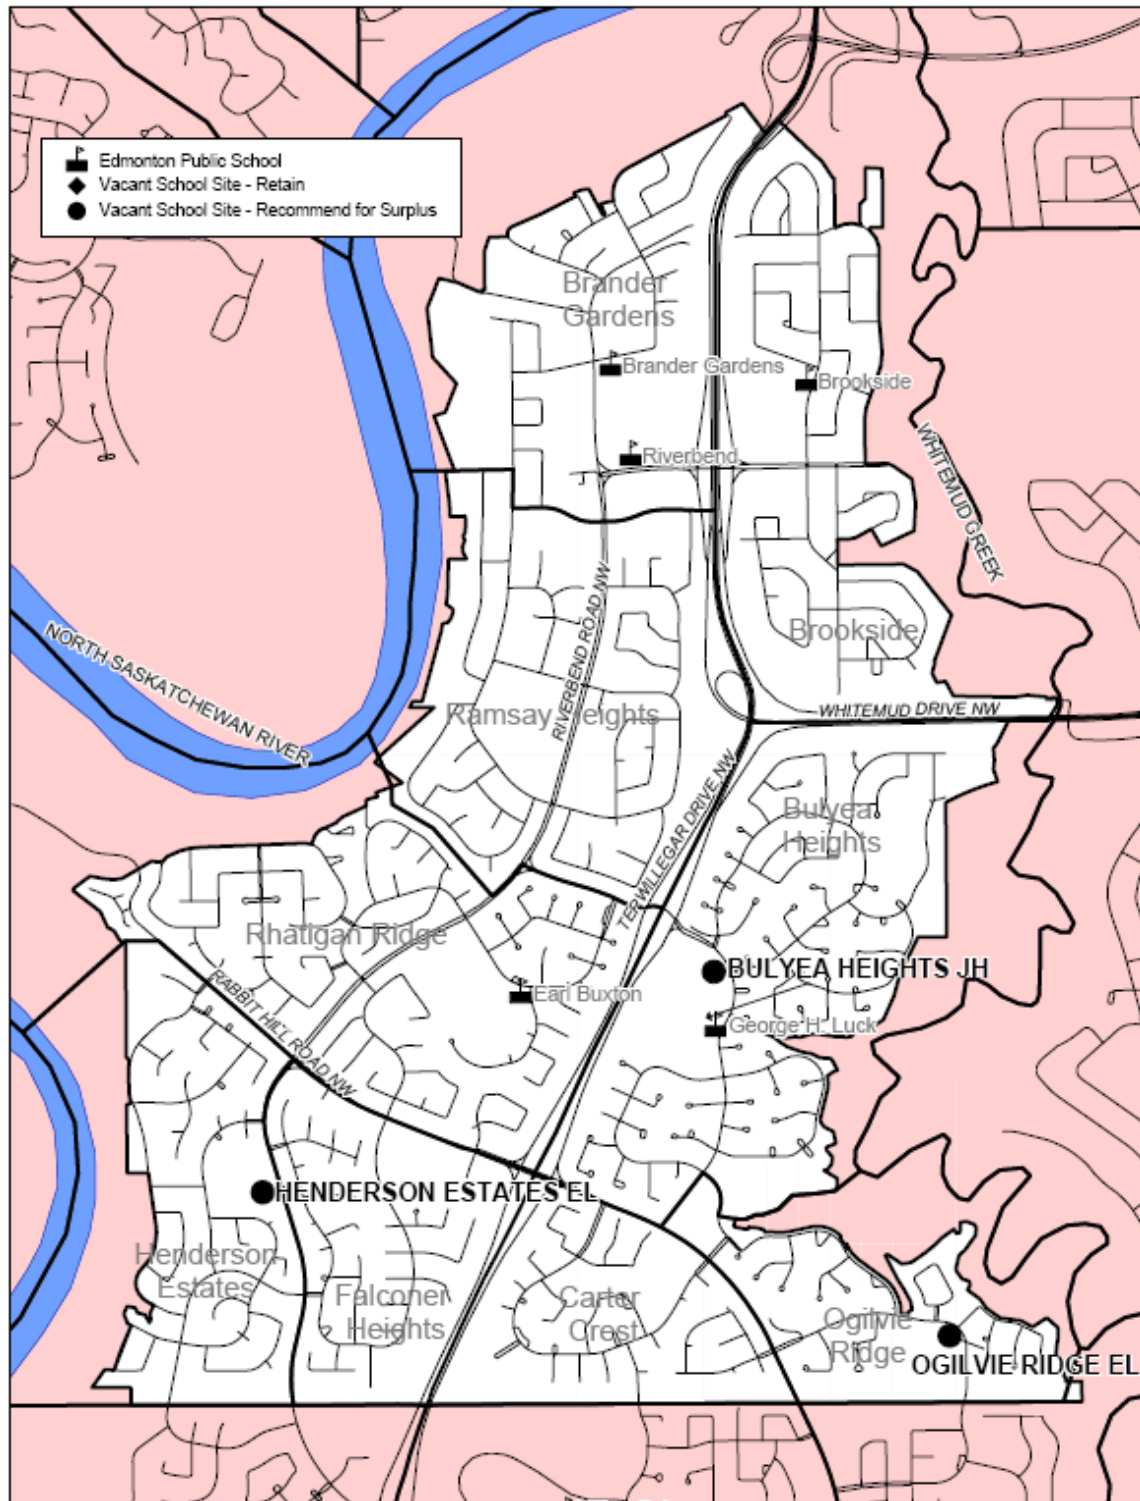 Edmonton Public School
Vacant School Site - Retain
Vacant School Site - Recommend for Surplus
Brander
Gardens
Brander Gardens
Brookside
Riverbend
WHITEMUD GREEK
RIVERBEND ROAD NW
Brookside
NORTH SASKATCHEWAN RIVER
Ramsay Heights
WHITEMUD DRIVE NW
TERWILLEGAR DRIVE NW
Bulyea
Heights
Rhatigan Ridge
BULYEA HEIGHTS JH
RABBIT HILL ROAD NW
Earl Buxton
George H. Luck
HENDERSON ESTATES EL
Henderson
Estates
Falconer
Heights
Carter
Crest
Ogilvie
Ridge
OGILVIE RIDGE EL